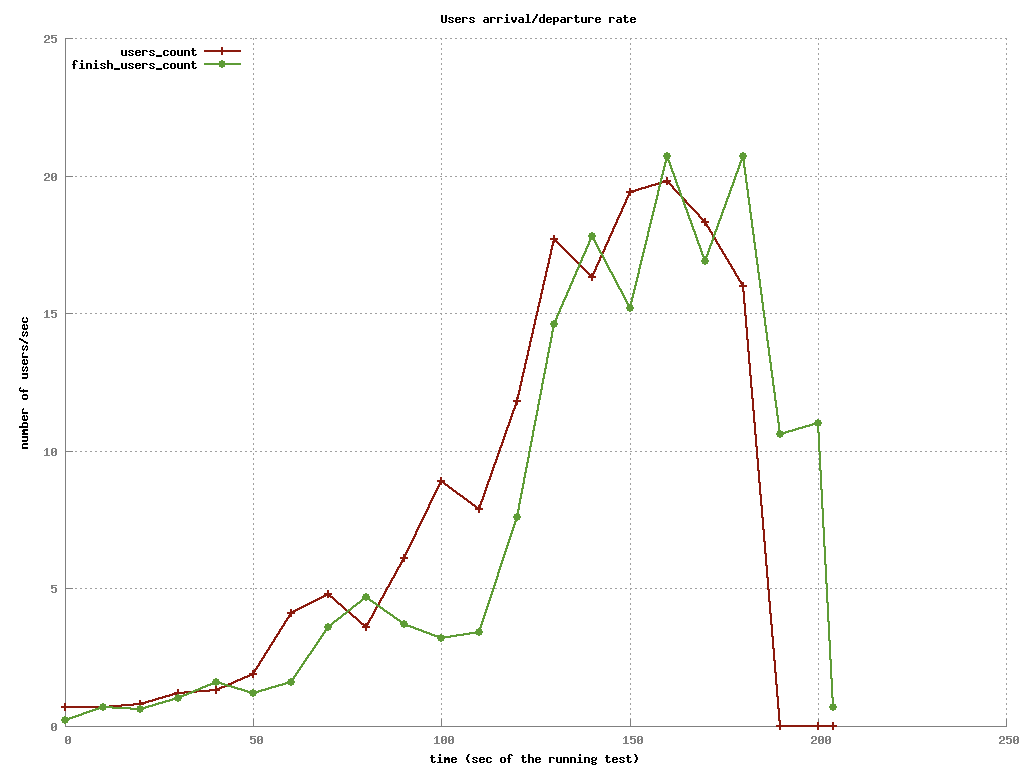 Users arrival/departure rate
users_count
finish_users_count
25
20
15
10
5
0
number of users/sec
0 50 100 150 200 250
time (sec of the running test)